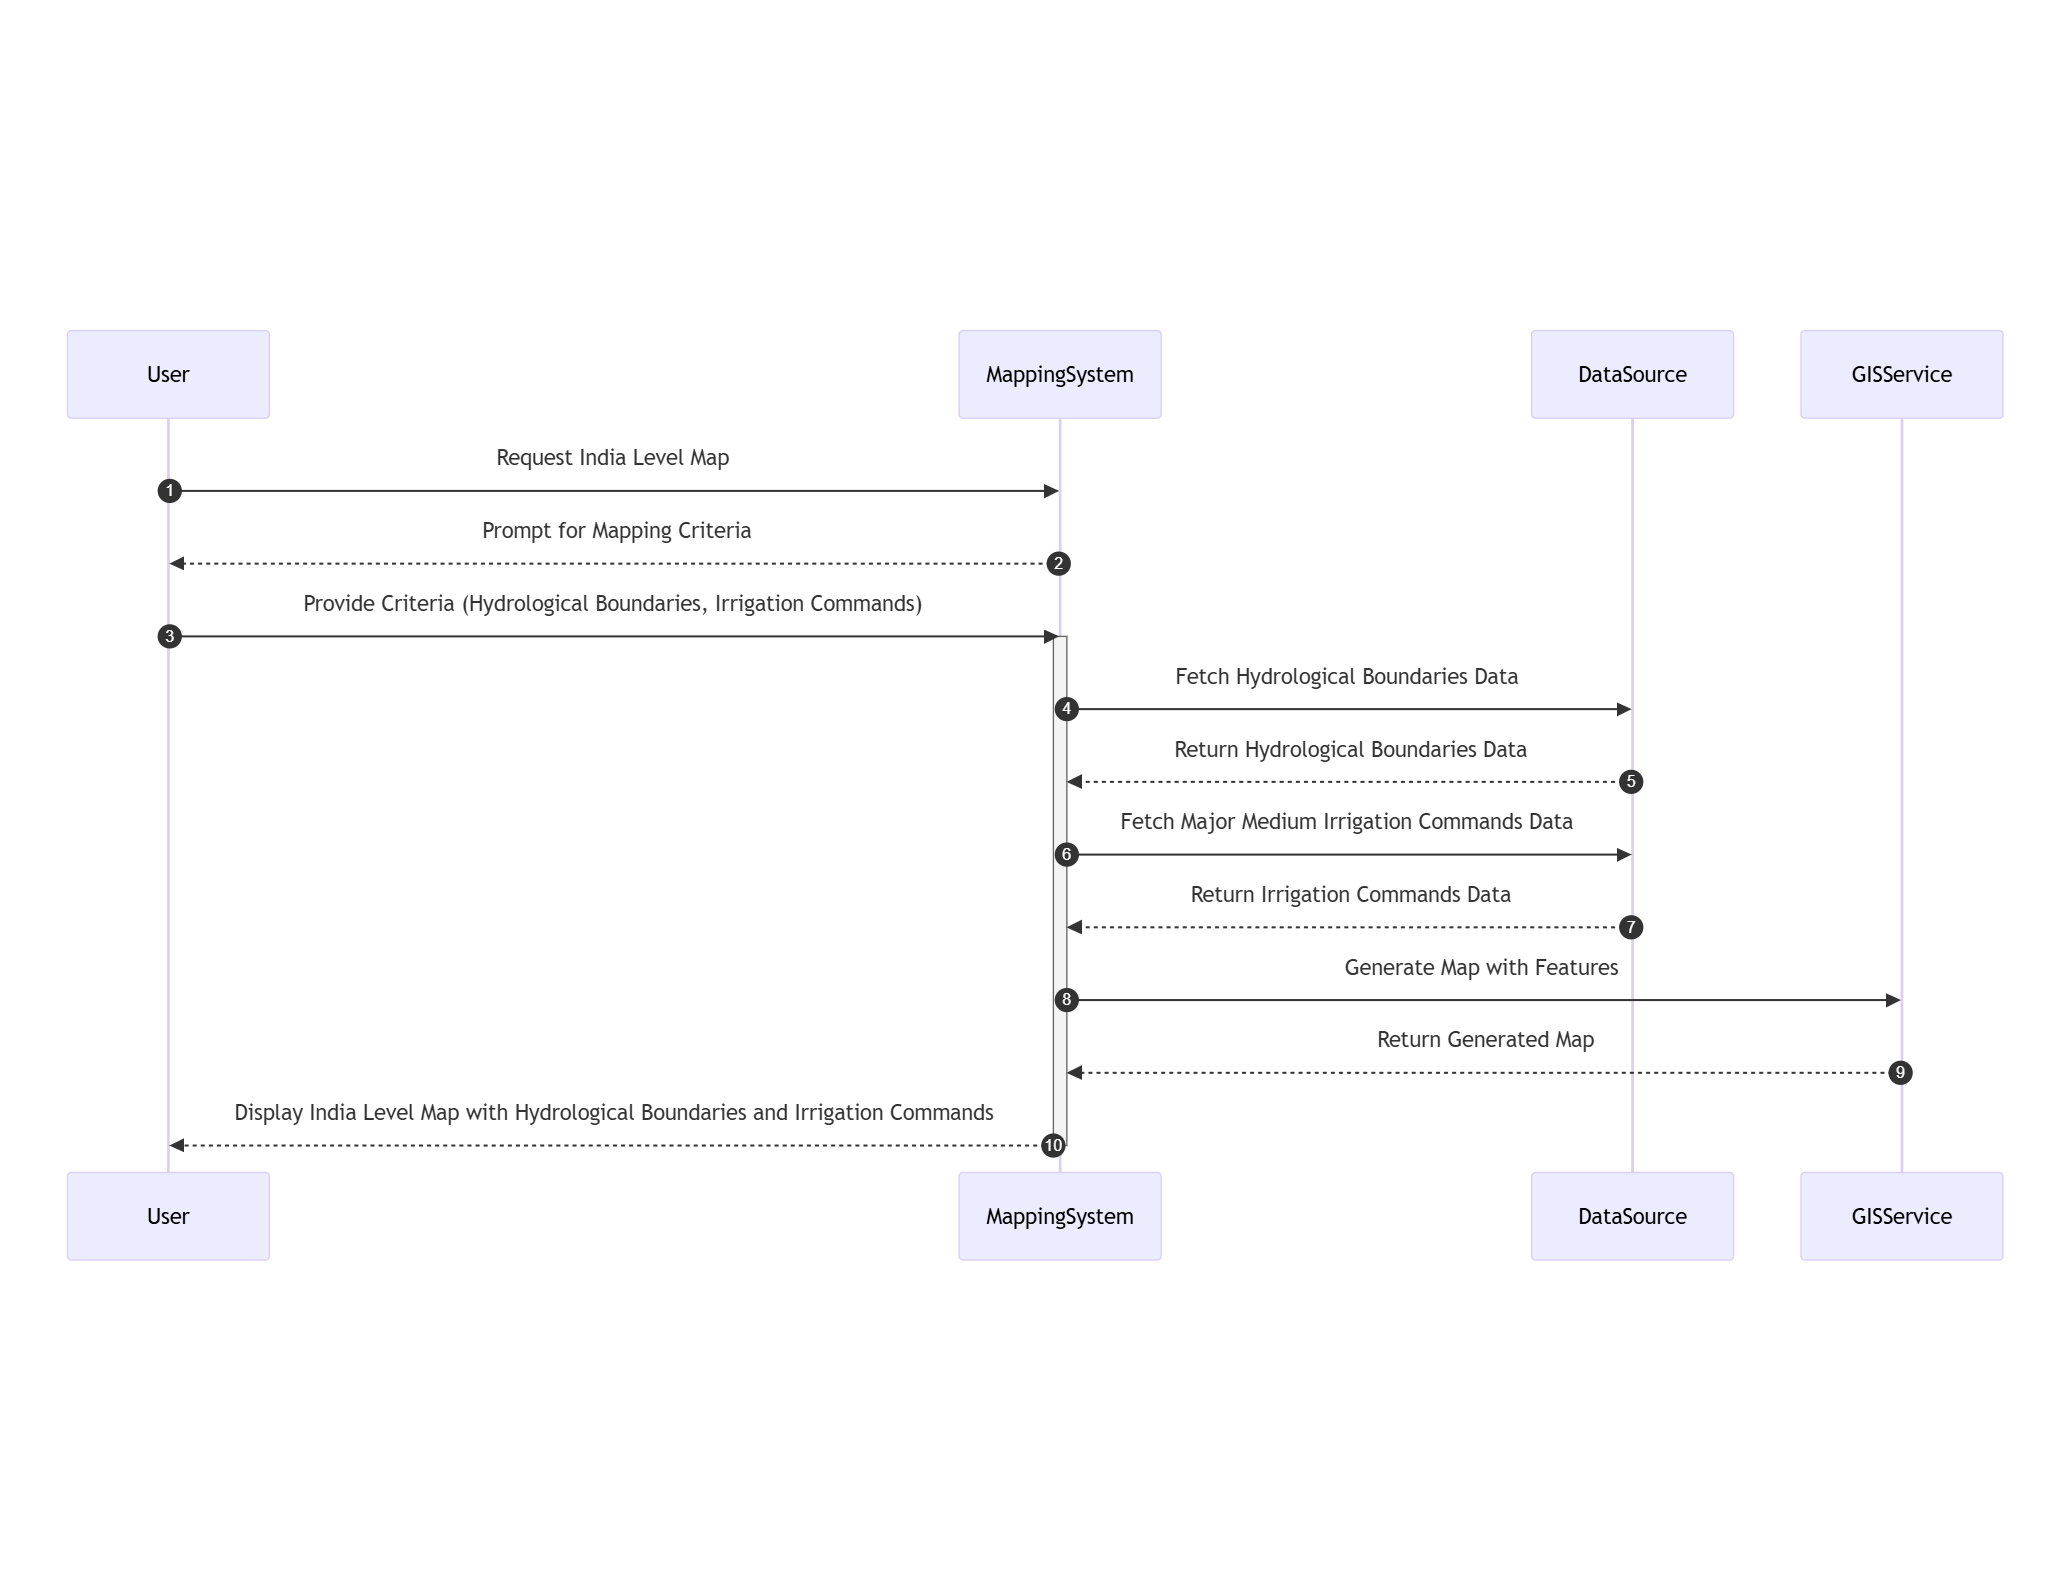 User
MappingSystem
DataSource
GISService
Request India Level Map
1
Prompt for Mapping Criteria
2
Provide Criteria (Hydrological Boundaries, Irrigation Commands)
3
Fetch Hydrological Boundaries Data
4
Return Hydrological Boundaries Data
5
Fetch Major Medium Irrigation Commands Data
6
Return Irrigation Commands Data
7
Generate Map with Features
8
Return Generated Map
9
Display India Level Map with Hydrological Boundaries and Irrigation Commands
10
User
MappingSystem
DataSource
GISService